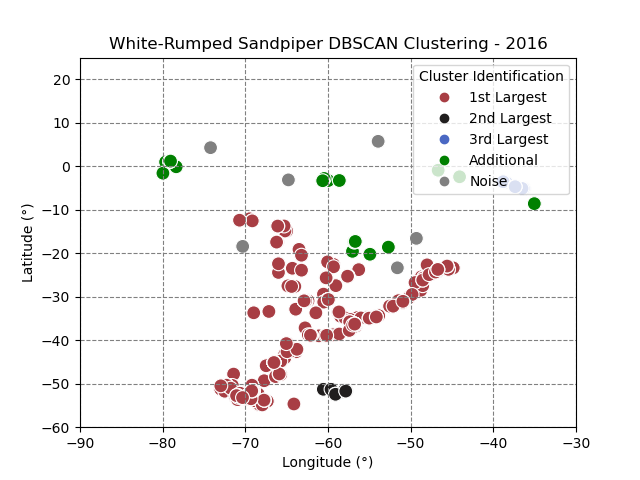 White-Rumped Sandpiper DBSCAN Clustering - 2016
Cluster Identification
1st Largest
2nd Largest
3rd Largest
Additional
Noise
20
10
0
−10
−20
−30
−40
−50
−60
Latitude (°)
−90
−80
−70
−60
−50
−40
−30
Longitude (°)